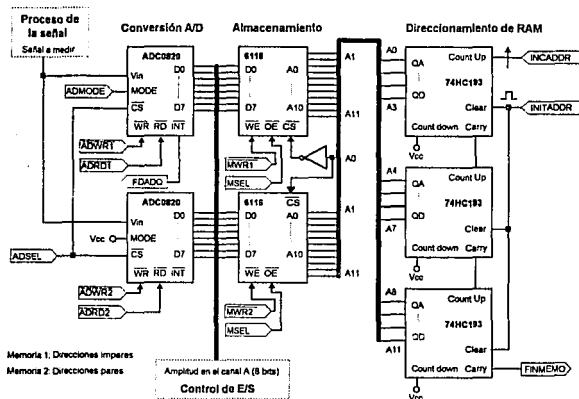 Proceso de
la señal
Señal a medir
Conversión A/D
Almacenamiento
Direccionamiento de RAM
ADC0820
D0
Vin
MODE
CS
D7
WR RD INT
ADMODE
ADWR1
ADRD1
FDADO
6116
D0
A0
D7
A10
WE OE CS
A1
A11
MWR1
MSEL
A0
A0
A3
QA
QD
Count Up
74HC193
Clear
Count down Carry
Vcc
INCADDR
INITADDR
ADC0820
D0
Vin
MODE
CS
D7
WR RD INT
Vcc
ADSEL
ADWR2
ADRD2
6116
CS
D0
A0
D7
A10
WE OE
A1
A11
MWR2
MSEL
A4
A7
QA
QD
Count Up
74HC193
Clear
Count down Carry
Vcc
A8
A11
QA
QD
Count Up
74HC193
Clear
Count down Carry
Vcc
FINMEMO
Memoria 1: Direcciones impares
Memoria 2: Direcciones pares
Amplitud en el canal A (8 bits)
Control de E/S